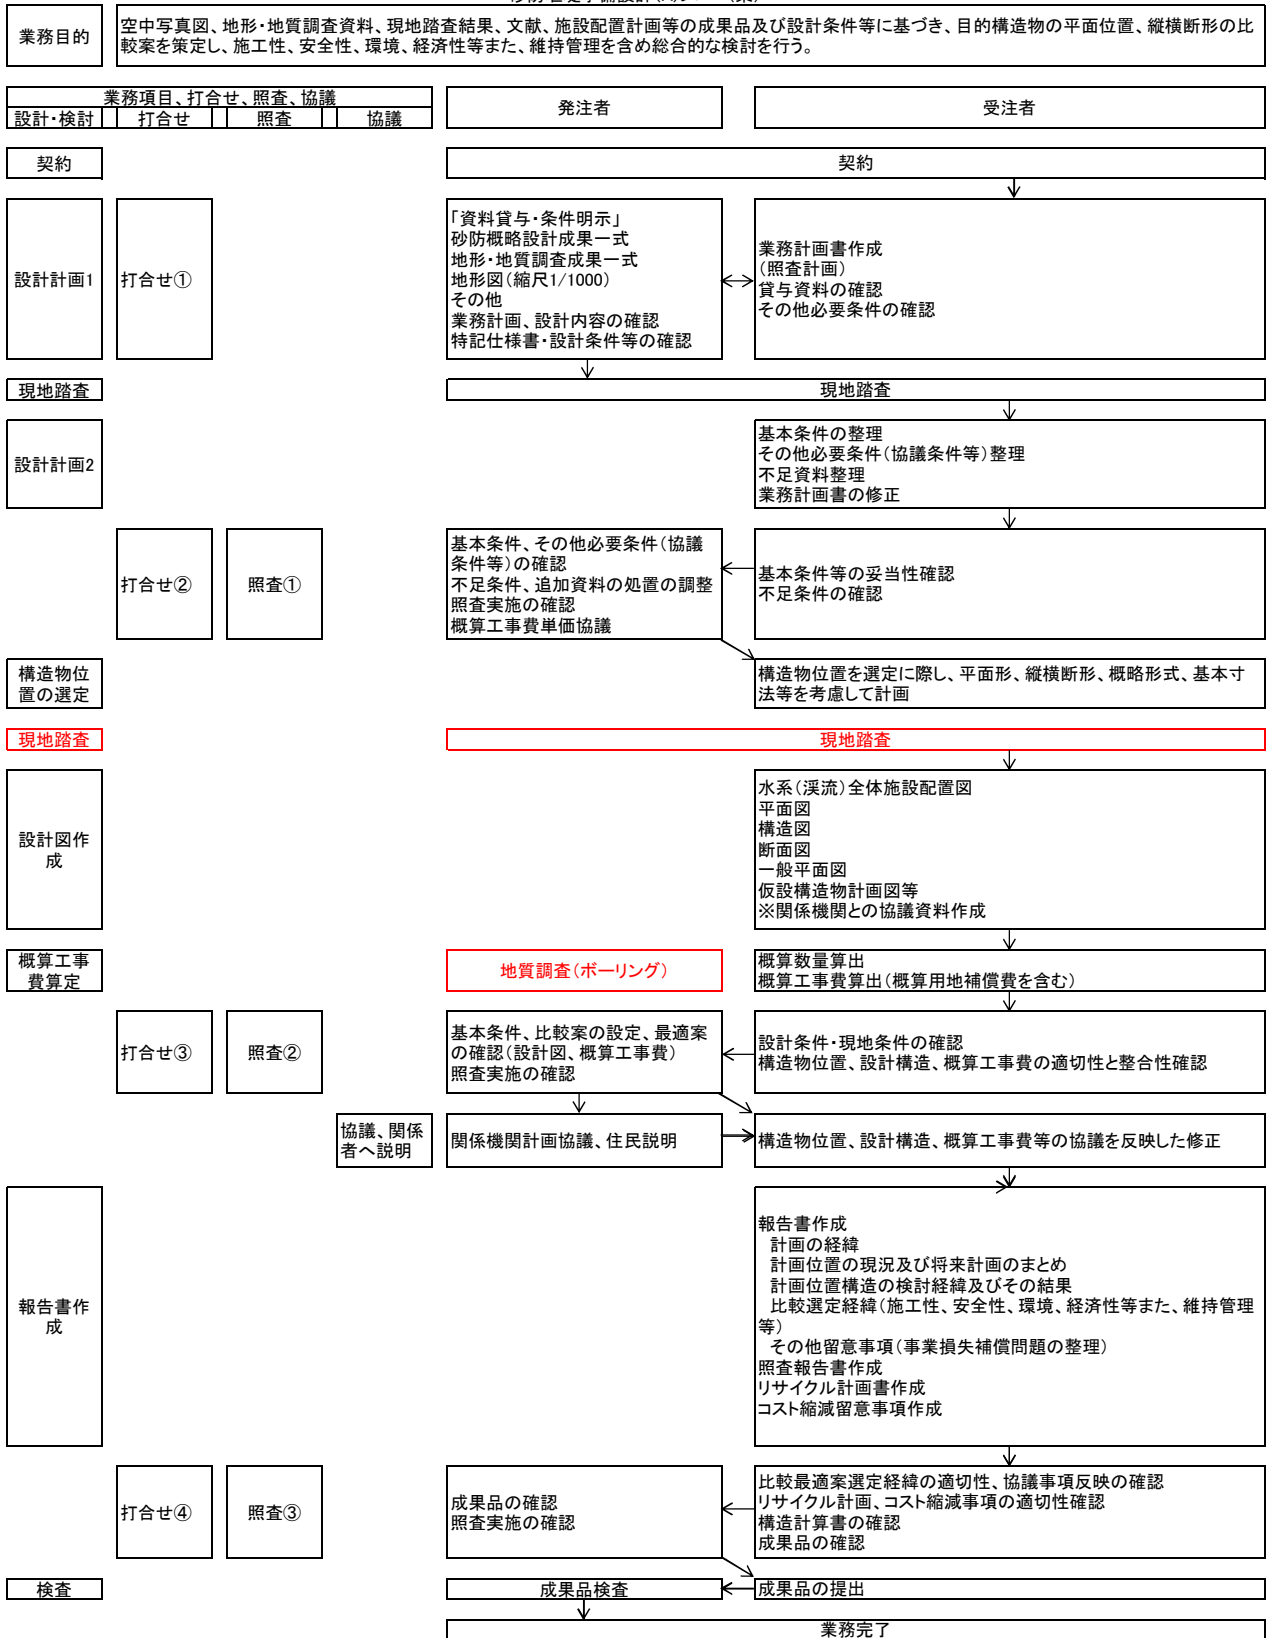 業務目的
空中写真図、地形・地質調査資料、現地踏査結果、文献、施設配置計画等の成果品及び設計条件等に基づき、目的構造物の平面位置、縦横断形の比
較案を策定し、施工性、安全性、環境、経済性等また、維持管理を含め総合的な検討を行う。
業務項目、打合せ、照査、協議
設計・検討
打合せ
照査
協議
発注者
受注者
契約
契約
設計計画1
打合せ①
「資料貸与・条件明示」
砂防概略設計成果一式
地形・地質調査成果一式
地形図(縮尺1/1000)
その他
業務計画、設計内容の確認
特記仕様書・設計条件等の確認
業務計画書作成
(照査計画)
貸与資料の確認
その他必要条件の確認
現地踏査
現地踏査
設計計画2
基本条件の整理
その他必要条件(協議条件等)整理
不足資料整理
業務計画書の修正
打合せ②
照査①
基本条件、その他必要条件(協議
条件等)の確認
不足条件、追加資料の処置の調整
照査実施の確認
概算工事費単価協議
基本条件等の妥当性確認
不足条件の確認
構造物位
置の選定
構造物位置を選定に際し、平面形、縦横断形、概略形式、基本寸
法等を考慮して計画
現地踏査
現地踏査
設計図作
成
水系(渓流)全体施設配置図
平面図
構造図
断面図
一般平面図
仮設構造物計画図等
※関係機関との協議資料作成
概算工事
費算定
地質調査(ボーリング)
概算数量算出
概算工事費算出(概算用地補償費を含む)
打合せ③
照査②
基本条件、比較案の設定、最適案
の確認(設計図、概算工事費)
照査実施の確認
設計条件・現地条件の確認
構造物位置、設計構造、概算工事費の適切性と整合性確認
協議、関係
者へ説明
関係機関計画協議、住民説明
構造物位置、設計構造、概算工事費等の協議を反映した修正
報告書作
成
報告書作成
計画の経緯
計画位置の現況及び将来計画のまとめ
計画位置構造の検討経緯及びその結果
比較選定経緯(施工性、安全性、環境、経済性等また、維持管理
等)
その他留意事項(事業損失補償問題の整理)
照査報告書作成
リサイクル計画書作成
コスト縮減留意事項作成
打合せ④
照査③
成果品の確認
照査実施の確認
比較最適案選定経緯の適切性、協議事項反映の確認
リサイクル計画、コスト縮減事項の適切性確認
構造計算書の確認
成果品の確認
検査
成果品検査
成果品の提出
業務完了